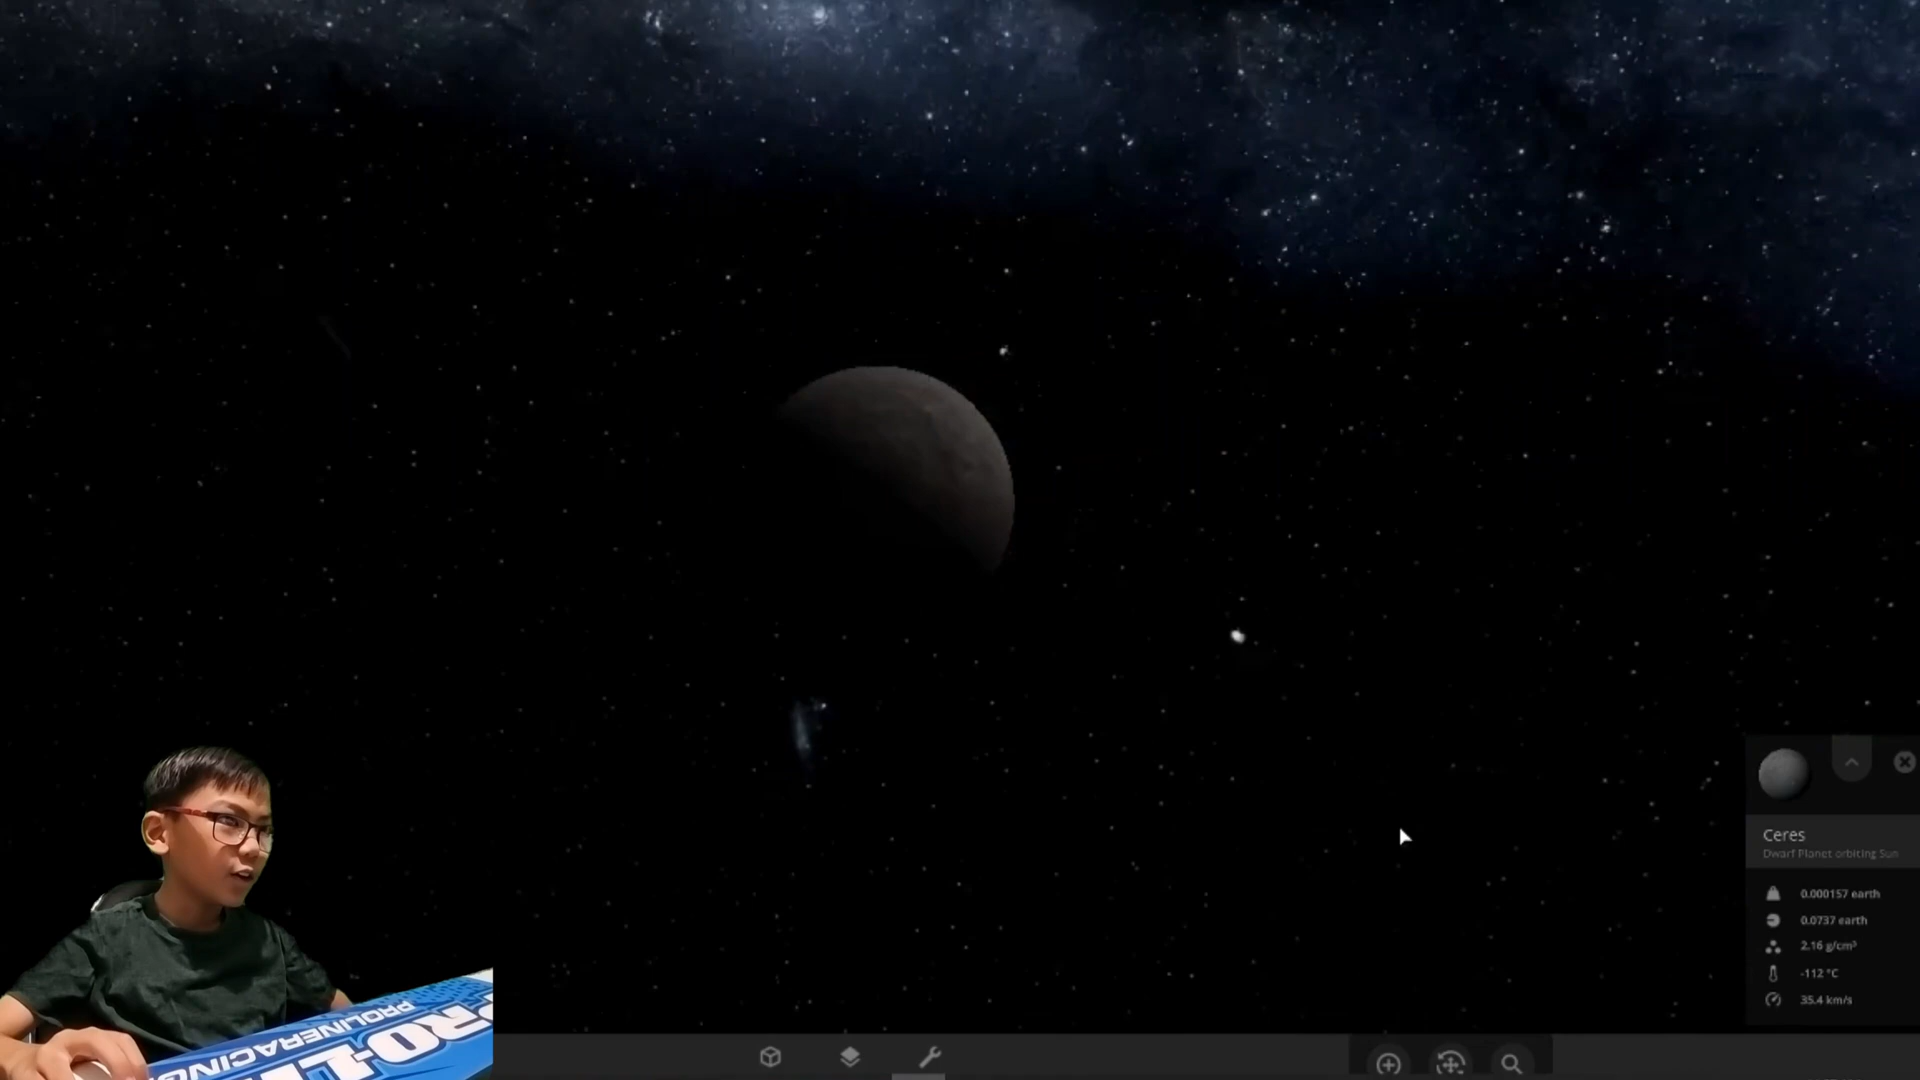 Ceres
Dwarf Planet orbiting Sun
0.000157 earth
0.0737 earth
2.16 g/cm³
-112 °C
35.4 km/s
PROLINERACING
PRO-L